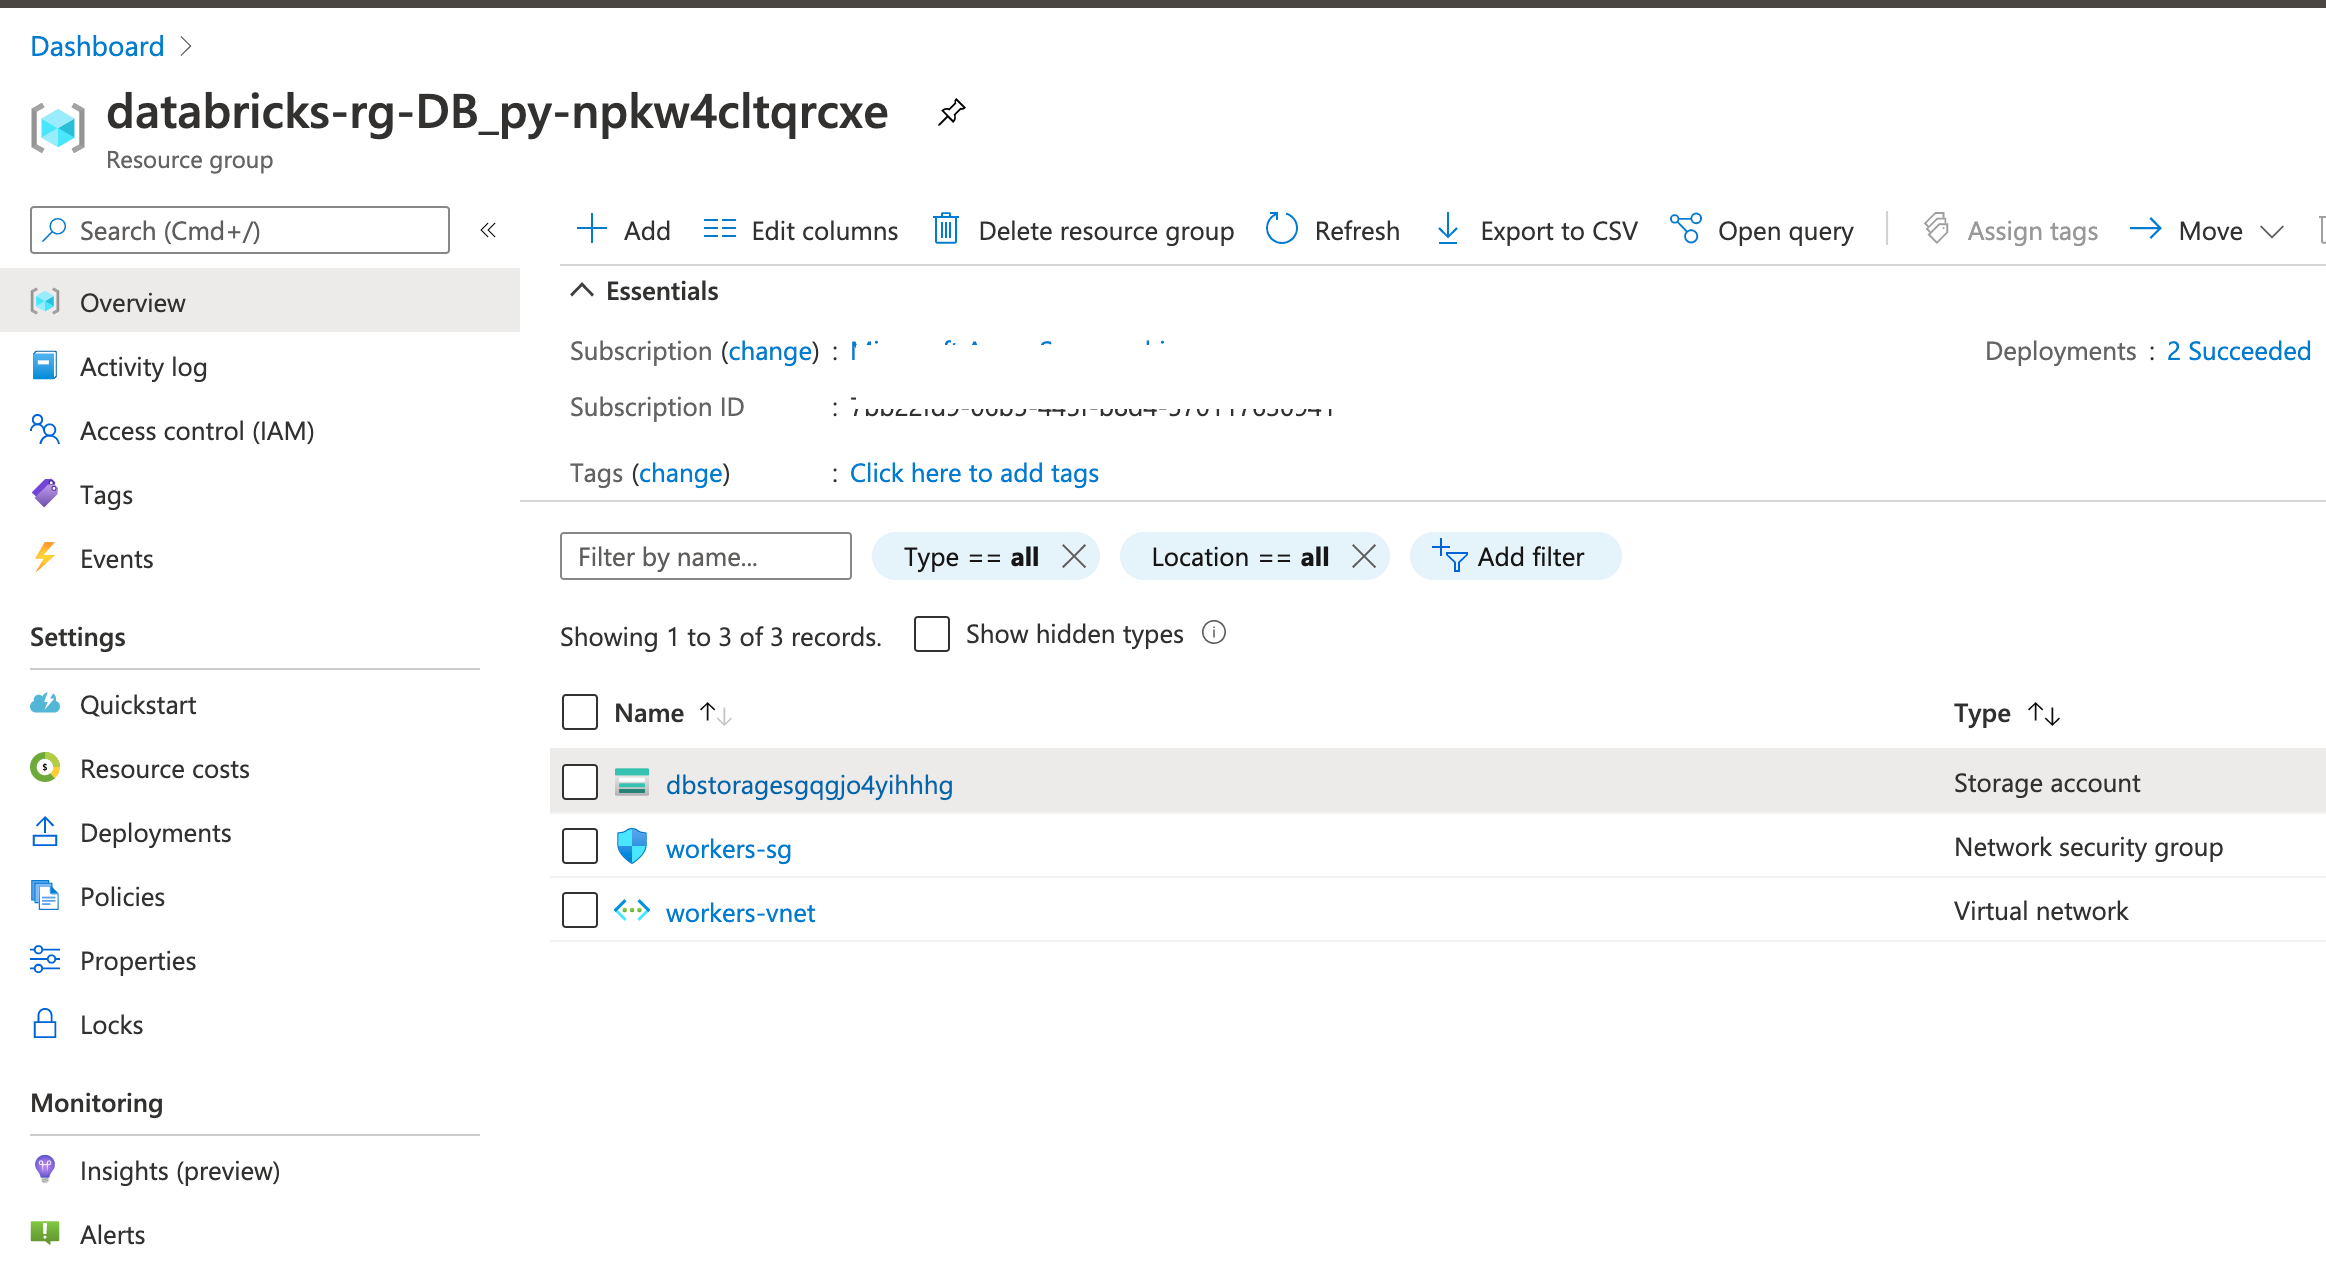 Dashboard >
databricks-rg-DB_py-npkw4cltqrcxe
Resource group
Search (Cmd+/)
«
Add
Edit columns
Delete resource group
Refresh
Export to CSV
Open query
Assign tags
Move
Overview
Activity log
Access control (IAM)
Tags
Events
Settings
Quickstart
Resource costs
Deployments
Policies
Properties
Locks
Monitoring
Insights (preview)
Alerts
Essentials
Subscription (change) :
Deployments : 2 Succeeded
Subscription ID :
Tags (change) : Click here to add tags
Filter by name...
Type == all
Location == all
Add filter
Showing 1 to 3 of 3 records.
Show hidden types
Name
Type
dbstoragesgqgjo4yihhhg
Storage account
workers-sg
Network security group
workers-vnet
Virtual network